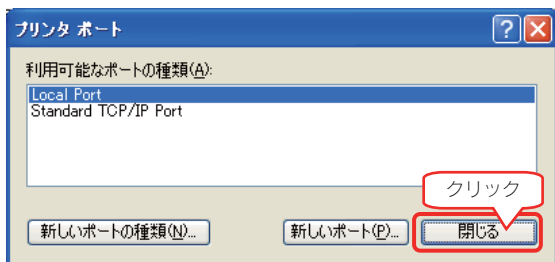 プリンタ ポート
利用可能なポートの種類(A):
Local Port
Standard TCP/IP Port
クリック
新しいポートの種類(N)...
新しいポート(P)...
閉じる